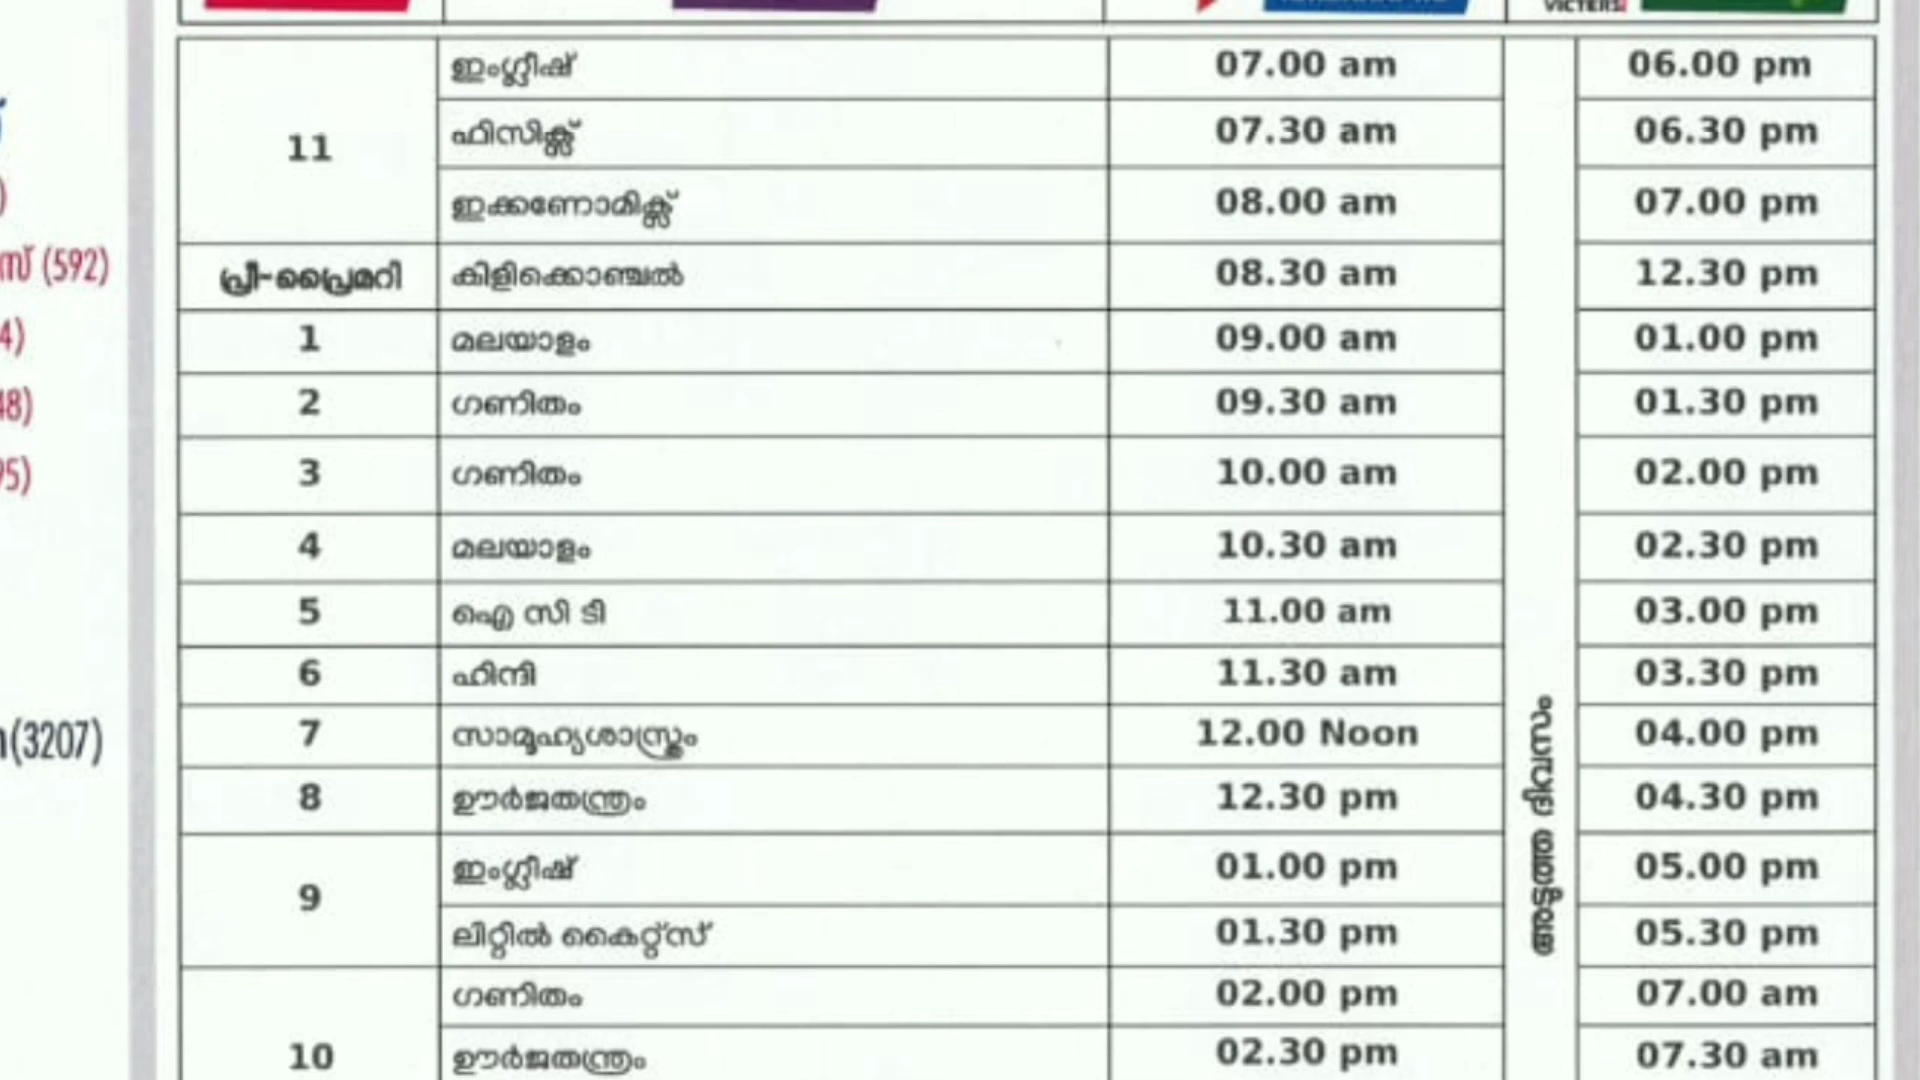 VICTERS
11 ഇംഗ്ലീഷ് 07.00 am 06.00 pm
ഫിസിക്സ് 07.30 am 06.30 pm
ഇക്കണോമിക്സ് 08.00 am 07.00 pm
പ്രീ-പ്രൈമറി കിളിക്കൊഞ്ചൽ 08.30 am 12.30 pm
1 മലയാളം 09.00 am 01.00 pm
2 ഗണിതം 09.30 am 01.30 pm
3 ഗണിതം 10.00 am 02.00 pm
4 മലയാളം 10.30 am 02.30 pm
5 ഐ സി ടി 11.00 am 03.00 pm
6 ഹിന്ദി 11.30 am 03.30 pm
7 സാമൂഹ്യശാസ്ത്രം 12.00 Noon 04.00 pm
8 ഊർജതന്ത്രം 12.30 pm 04.30 pm
9 ഇംഗ്ലീഷ് 01.00 pm 05.00 pm
ലിറ്റിൽ കൈറ്റ്സ് 01.30 pm 05.30 pm
10 ഗണിതം 02.00 pm 07.00 am
ഊർജതന്ത്രം 02.30 pm 07.30 am
അടുത്ത ദിവസം
(592)
4)
48)
95)
(3207)